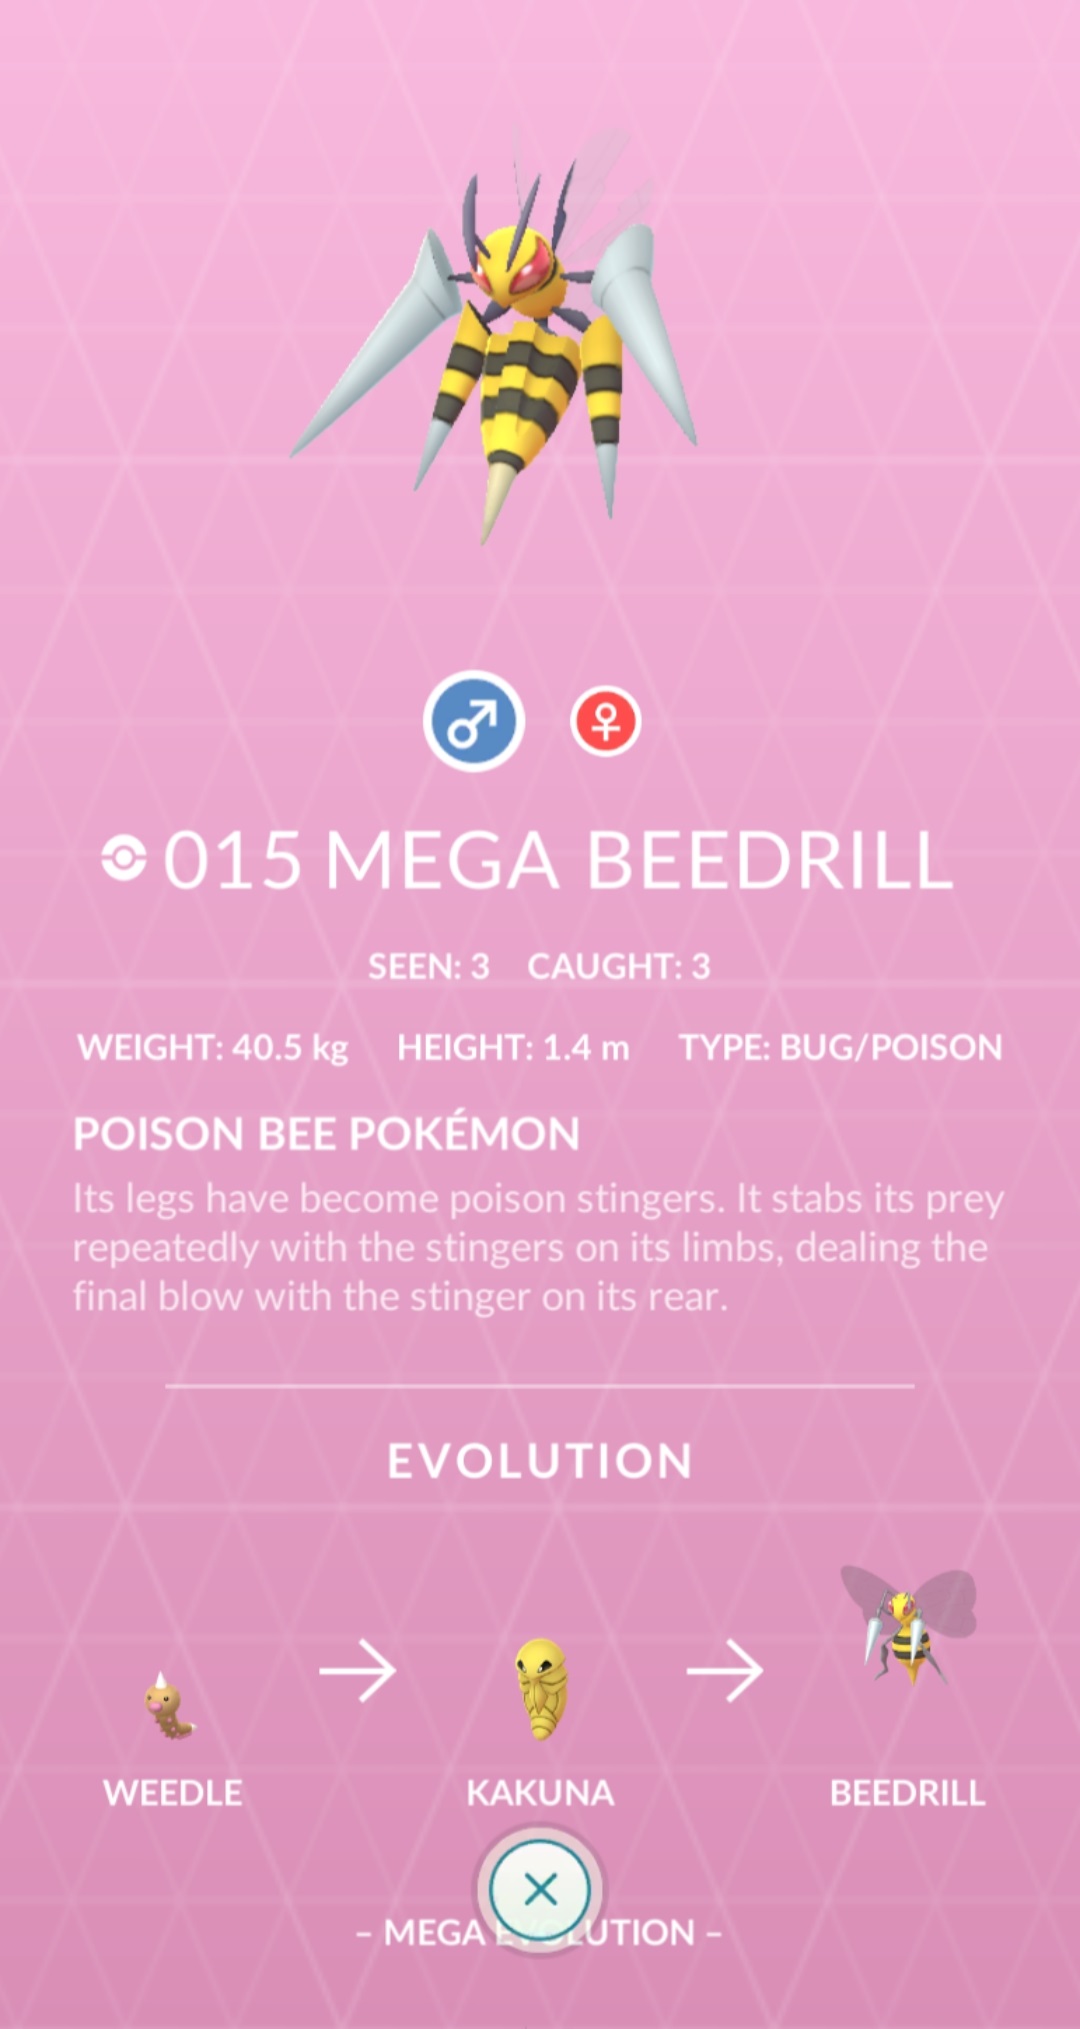 015 MEGA BEEDRILL
SEEN: 3 CAUGHT: 3
WEIGHT: 40.5 kg HEIGHT: 1.4 m TYPE: BUG/POISON
POISON BEE POKÉMON
Its legs have become poison stingers. It stabs its prey
repeatedly with the stingers on its limbs, dealing the
final blow with the stinger on its rear.
EVOLUTION
WEEDLE KAKUNA BEEDRILL
– MEGA EVOLUTION –